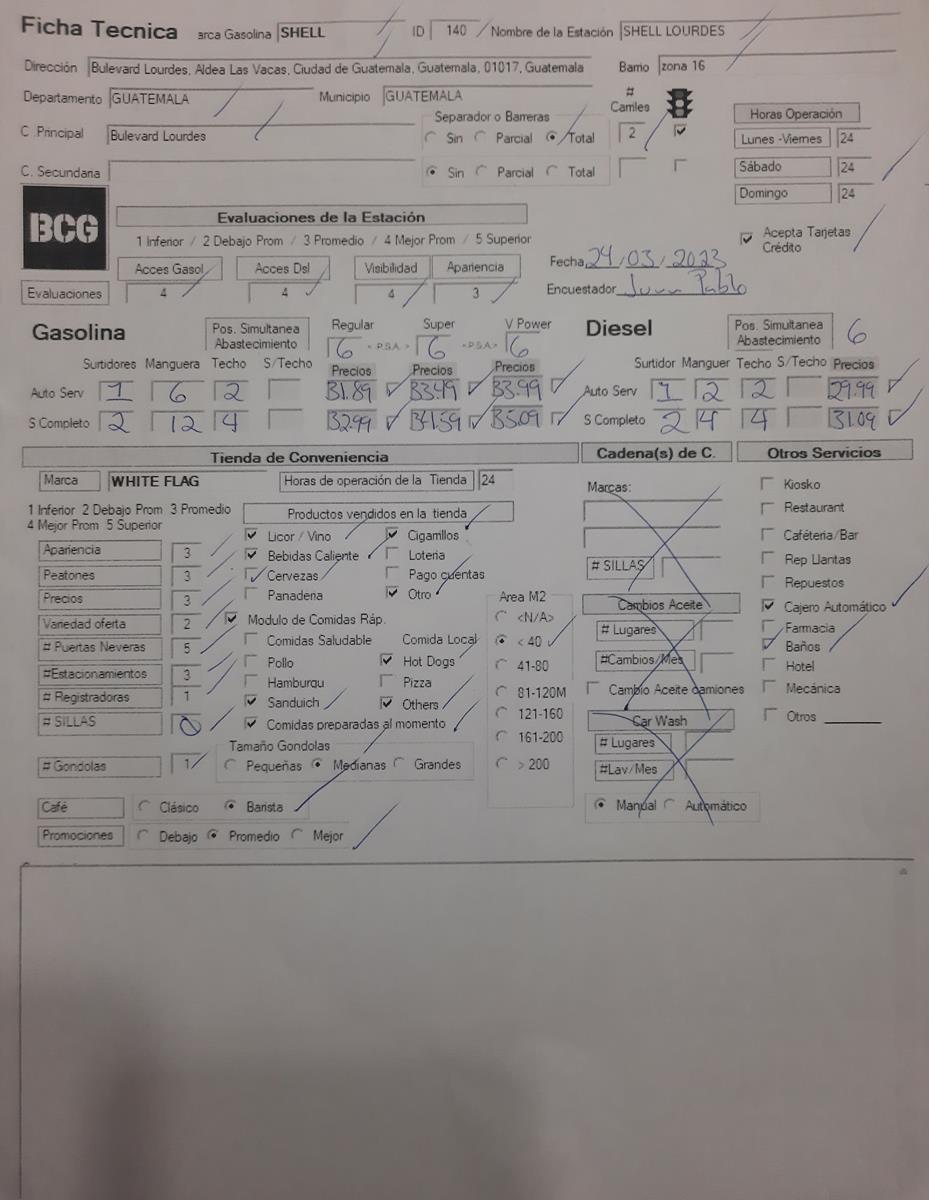 Ficha Tecnica arca Gasolina SHELL ID 140 Nombre de la Estación SHELL LOURDES
Dirección Bulevard Lourdes, Aldea Las Vacas, Ciudad de Guatemala, Guatemala, 01017, Guatemala Barrio zona 16
Departamento GUATEMALA Municipio GUATEMALA # Carriles
Separador o Barreras Horas Operación
C. Principal Bulevard Lourdes Sin Parcial Total 2 Lunes -Viernes 24
C. Secundaria Sin Parcial Total Sábado 24
Domingo 24
BCG
Evaluaciones de la Estación
1 Inferior / 2 Debajo Prom / 3 Promedio / 4 Mejor Prom / 5 Superior
Acepta Tarjetas Crédito
Acces Gasol Acces Dsl Visibilidad Apariencia Fecha 24/03/2023
Evaluaciones 4 4 4 3 Encuestador Juan Pablo
Gasolina Pos. Simultanea Abastecimiento Regular Super V Power Diesel Pos. Simultanea Abastecimiento 6
6 < P.S.A. > 6 <P.S.A> 6
Surtidores Manguera Techo S/Techo Precios Precios Precios Surtidor Manguer Techo S/Techo Precios
Auto Serv 1 6 2 31.89 33.49 33.99 Auto Serv 1 2 2 29.99
S Completo 2 12 4 32.99 34.59 35.09 S Completo 2 4 4 31.09
Tienda de Conveniencia Cadena(s) de C. Otros Servicios
Marca WHITE FLAG Horas de operación de la Tienda 24 Marcas: Kiosko
1 Inferior 2 Debajo Prom 3 Promedio
4 Mejor Prom 5 Superior
Productos vendidos en la tienda Restaurant
Apariencia 3 Licor / Vino Cigarrillos Caféteria/Bar
Peatones 3 Bebidas Caliente Loteria # SILLAS Rep Llantas
Precios 3 Cervezas Pago cuentas Repuestos
Variedad oferta 2 Panaderia Otro Area M2 Cambios Aceite Cajero Automático
# Puertas Neveras 5 Modulo de Comidas Ráp. <N/A> # Lugares Farmacia
#Estacionamientos 3 Comidas Saludable Comida Local < 40 Baños
# Registradoras 1 Pollo Hot Dogs 41-80 #Cambios/Mes Hotel
# SILLAS 0 Hamburgu Pizza 81-120M Cambio Aceite camiones Mecánica
Sanduich Others 121-160 Car Wash Otros
Comidas preparadas al momento 161-200 # Lugares
Tamaño Gondolas
# Gondolas 1 Pequeñas Medianas Grandes > 200 #Lav/Mes
Café Clásico Barista Manual Automático
Promociones Debajo Promedio Mejor